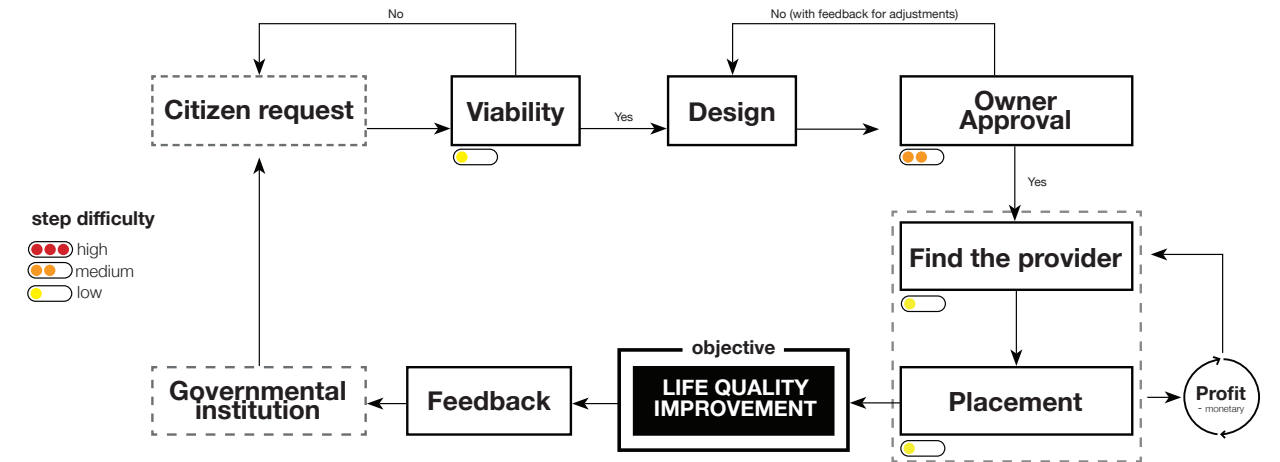 No
No (with feedback for adjustments)
Citizen request
Viability
Yes
Design
Owner
Approval
Yes
step difficulty
high
medium
low
Find the provider
objective
LIFE QUALITY
IMPROVEMENT
Governmental
institution
Feedback
Placement
Profit
- monetary